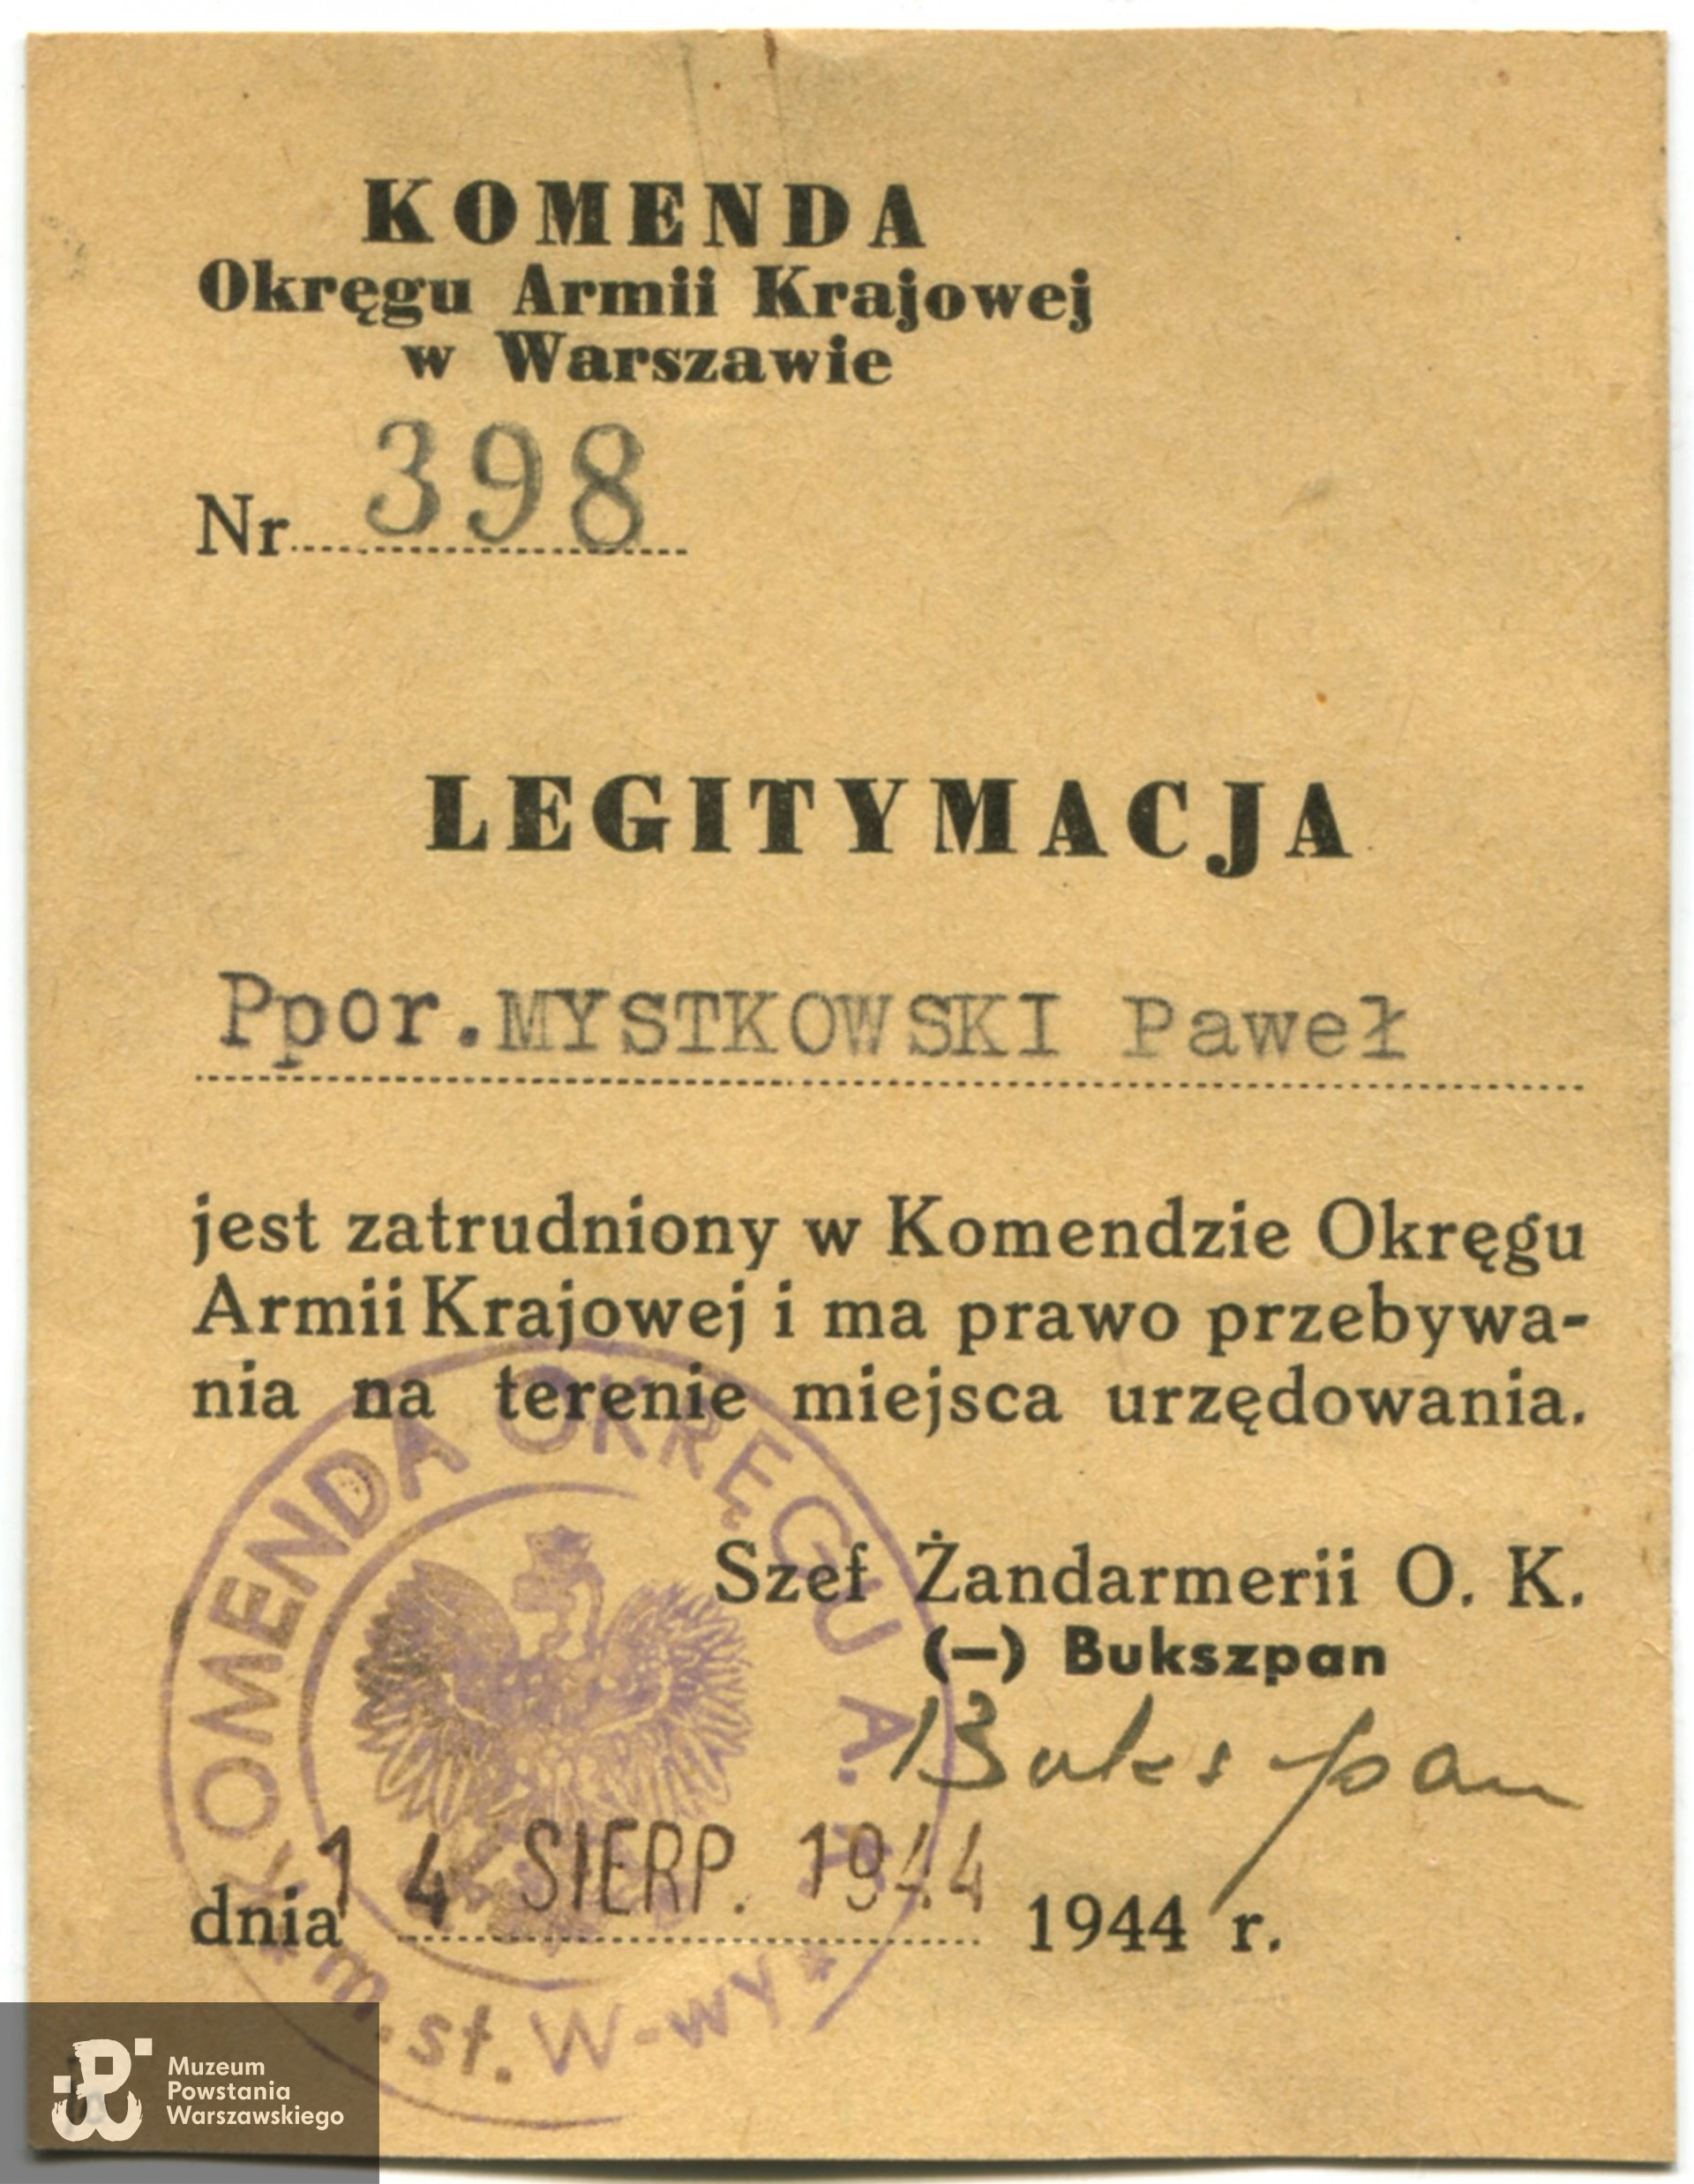 KOMENDA
Okręgu Armii Krajowej
w Warszawie
Nr 398
LEGITYMACJA
Ppor.MYSTKOWSKI Paweł
jest zatrudniony w Komendzie Okręgu
Armii Krajowej i ma prawo przebywa-
nia na terenie miejsca urzędowania.
Szef Żandarmerii O. K.
(—) Bukszpan
Bukszpan
dnia 14 SIERP. 1944 1944 r.
KOMENDA OKRĘGU A.K.
* m.st. W-wy *
Muzeum
Powstania
Warszawskiego